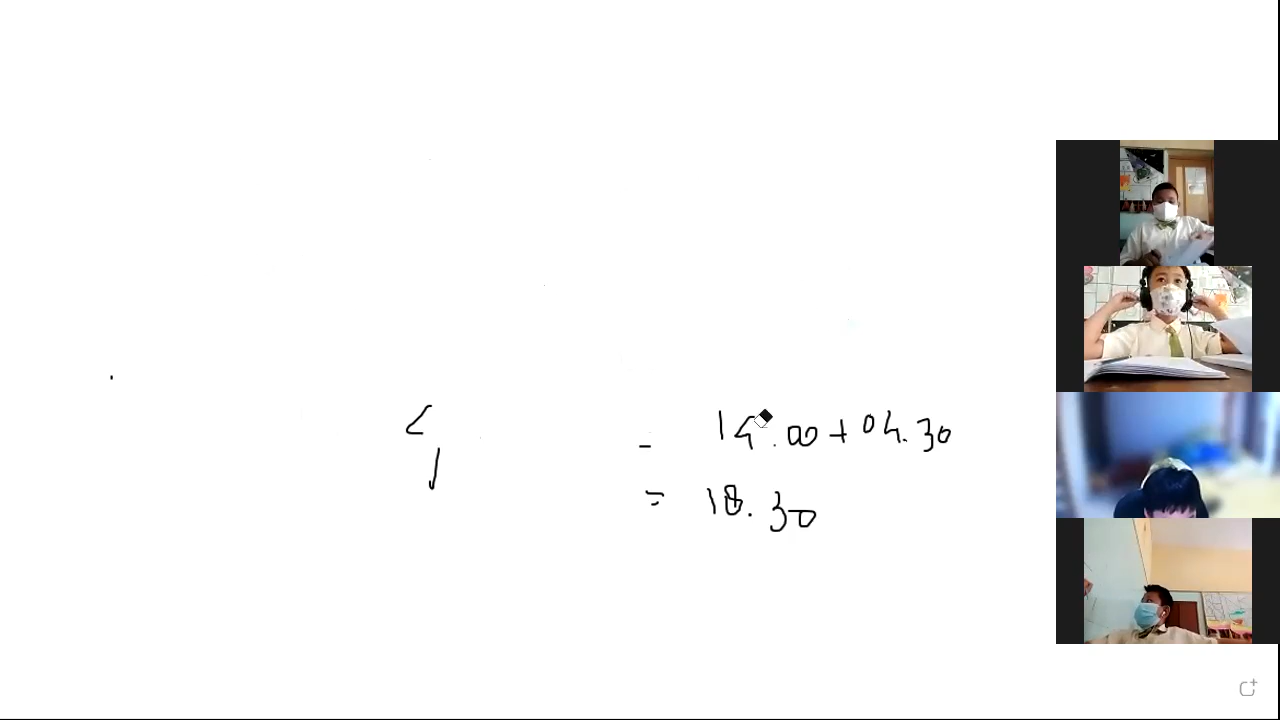 - 14.00 + 04.30
= 18.30